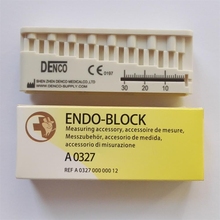 DENCO
CE 0197
SHEN ZHEN DENCO MEDICAL CO.,LTD
WWW.DENCO-SUPPLY.COM
30 20 10
ENDO-BLOCK
Measuring accessory, accessoire de mesure,
Messzubehör, accesorio de medida,
accessorio di misurazione
A 0327
REF A 0327 000 000 12